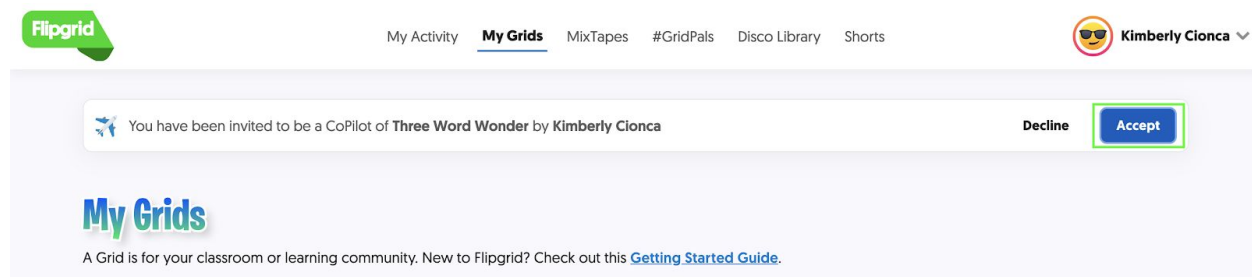 Flipgrid
My Activity My Grids MixTapes #GridPals Disco Library Shorts Kimberly Cionca
You have been invited to be a CoPilot of Three Word Wonder by Kimberly Cionca Decline Accept
My Grids
A Grid is for your classroom or learning community. New to Flipgrid? Check out this Getting Started Guide.